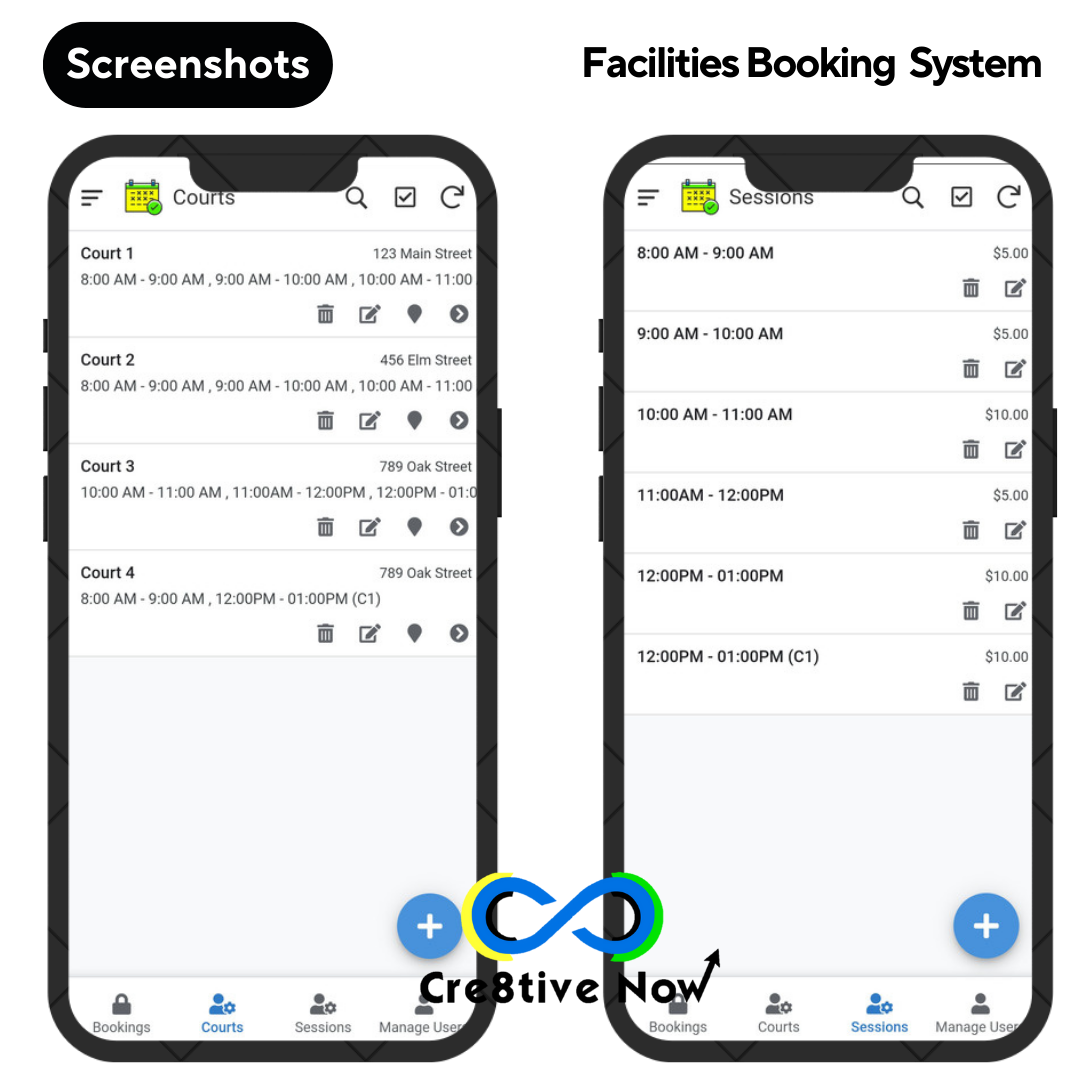 Screenshots
Facilities Booking System
Courts
Court 1
123 Main Street
8:00 AM - 9:00 AM , 9:00 AM - 10:00 AM , 10:00 AM - 11:00
Court 2
456 Elm Street
8:00 AM - 9:00 AM , 9:00 AM - 10:00 AM , 10:00 AM - 11:00
Court 3
789 Oak Street
10:00 AM - 11:00 AM , 11:00AM - 12:00PM , 12:00PM - 01:0
Court 4
789 Oak Street
8:00 AM - 9:00 AM , 12:00PM - 01:00PM (C1)
Bookings
Courts
Sessions
Manage User
Sessions
8:00 AM - 9:00 AM
$5.00
9:00 AM - 10:00 AM
$5.00
10:00 AM - 11:00 AM
$10.00
11:00AM - 12:00PM
$5.00
12:00PM - 01:00PM
$10.00
12:00PM - 01:00PM (C1)
$10.00
Bookings
Courts
Sessions
Manage User
Cre8tive Now